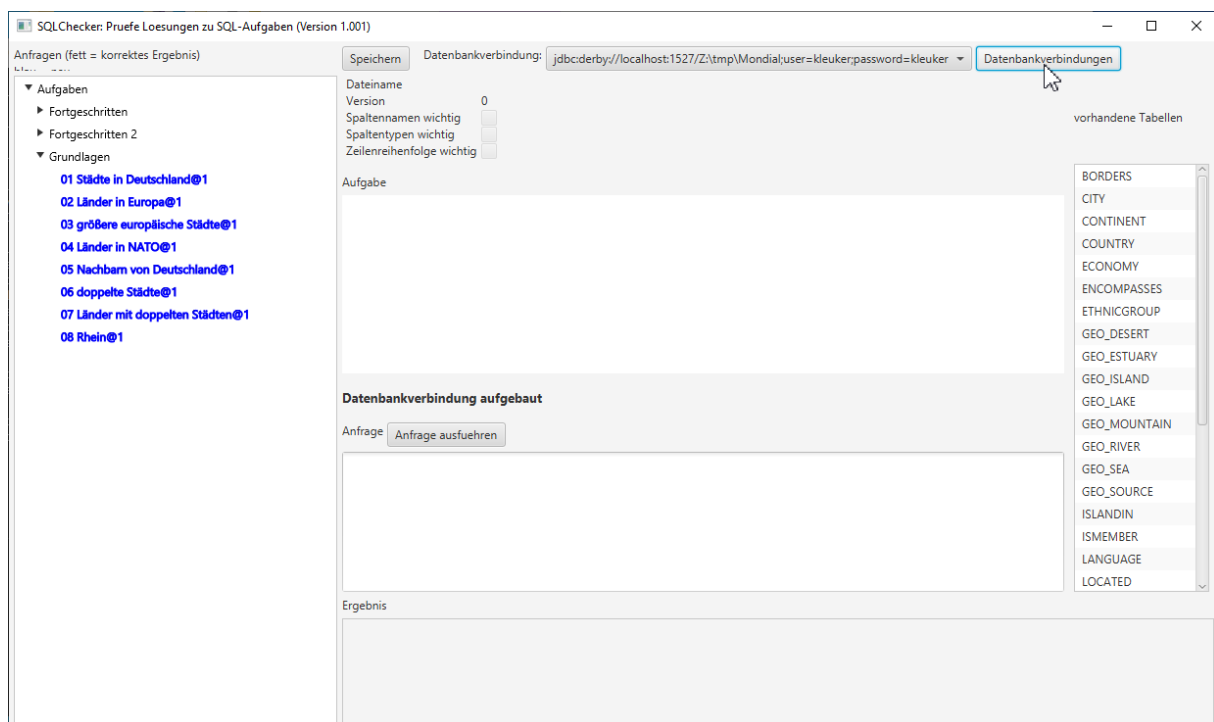 SQLChecker: Pruefe Loesungen zu SQL-Aufgaben (Version 1.001)
Anfragen (fett = korrektes Ergebnis)
Speichern
Datenbankverbindung:
jdbc:derby://localhost:1527/Z:\tmp\Mondial;user=kleuker;password=kleuker
Datenbankverbindungen
Aufgaben
Fortgeschritten
Fortgeschritten 2
Grundlagen
01 Städte in Deutschland@1
02 Länder in Europa@1
03 größere europäische Städte@1
04 Länder in NATO@1
05 Nachbarn von Deutschland@1
06 doppelte Städte@1
07 Länder mit doppelten Städten@1
08 Rhein@1
Dateiname
Version 0
Spaltennamen wichtig
Spaltentypen wichtig
Zeilenreihenfolge wichtig
Aufgabe
Datenbankverbindung aufgebaut
Anfrage
Anfrage ausfuehren
Ergebnis
vorhandene Tabellen
BORDERS
CITY
CONTINENT
COUNTRY
ECONOMY
ENCOMPASSES
ETHNICGROUP
GEO_DESERT
GEO_ESTUARY
GEO_ISLAND
GEO_LAKE
GEO_MOUNTAIN
GEO_RIVER
GEO_SEA
GEO_SOURCE
ISLANDIN
ISMEMBER
LANGUAGE
LOCATED